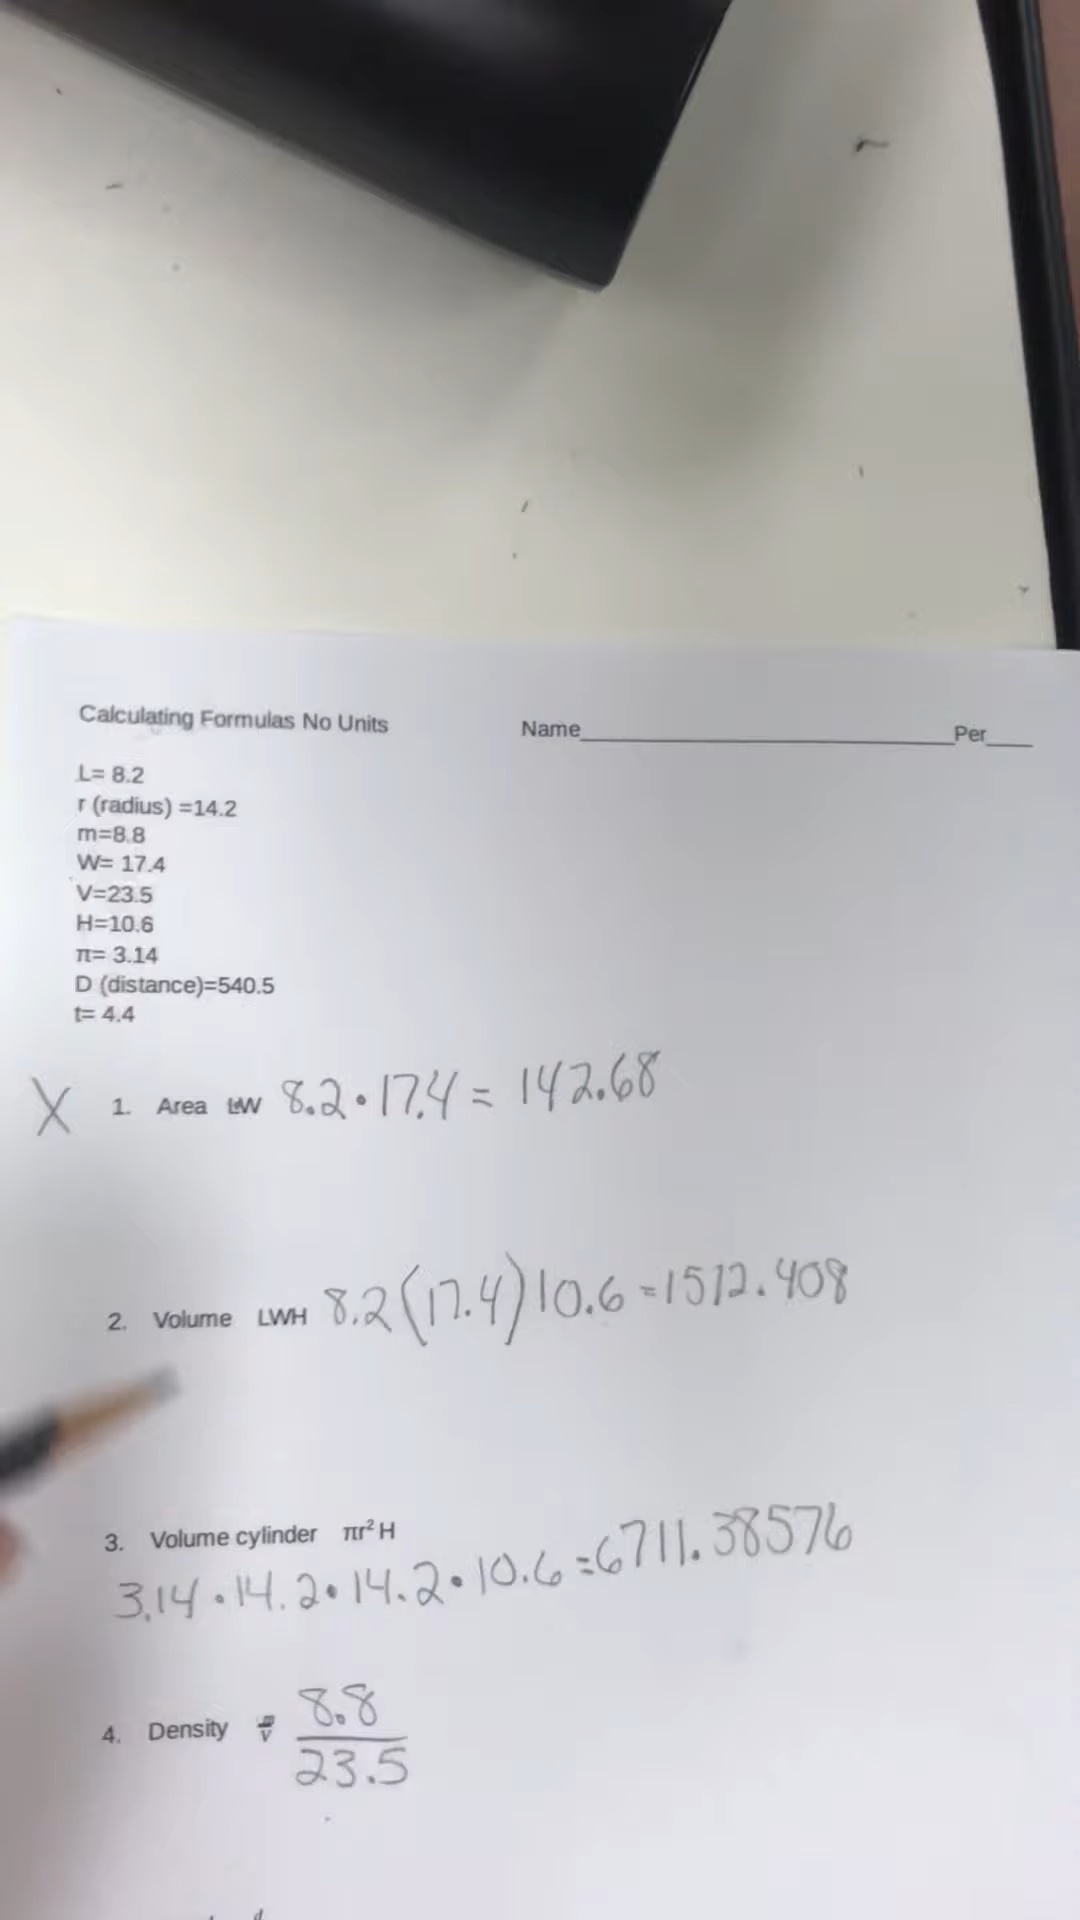 Calculating Formulas No Units Name____________________ Per____
L= 8.2
r (radius) =14.2
m=8.8
W= 17.4
V=23.5
H=10.6
π= 3.14
D (distance)=540.5
t= 4.4
X 1. Area LW 8.2•17.4 = 142.68
2. Volume LWH 8.2(17.4)10.6=1512.408
3. Volume cylinder πr²H
3.14•14.2•14.2•10.6=6711.38576
4. Density m/V 8.8/23.5
d